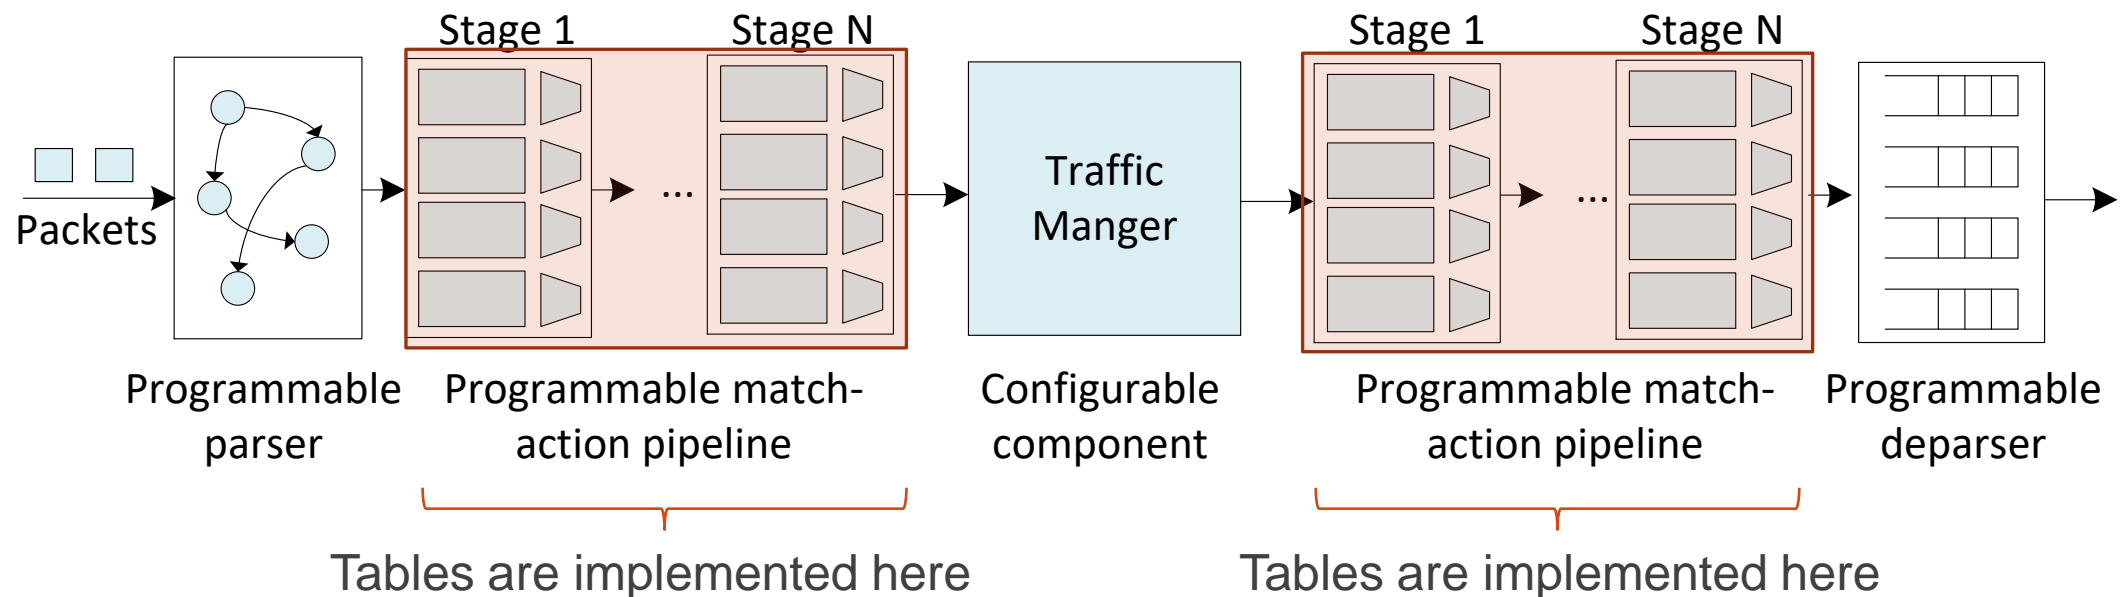 Stage 1
Stage N
Stage 1
Stage N
Packets
...
Traffic
Manger
...
Programmable
parser
Programmable match-
action pipeline
Configurable
component
Programmable match-
action pipeline
Programmable
deparser
Tables are implemented here
Tables are implemented here